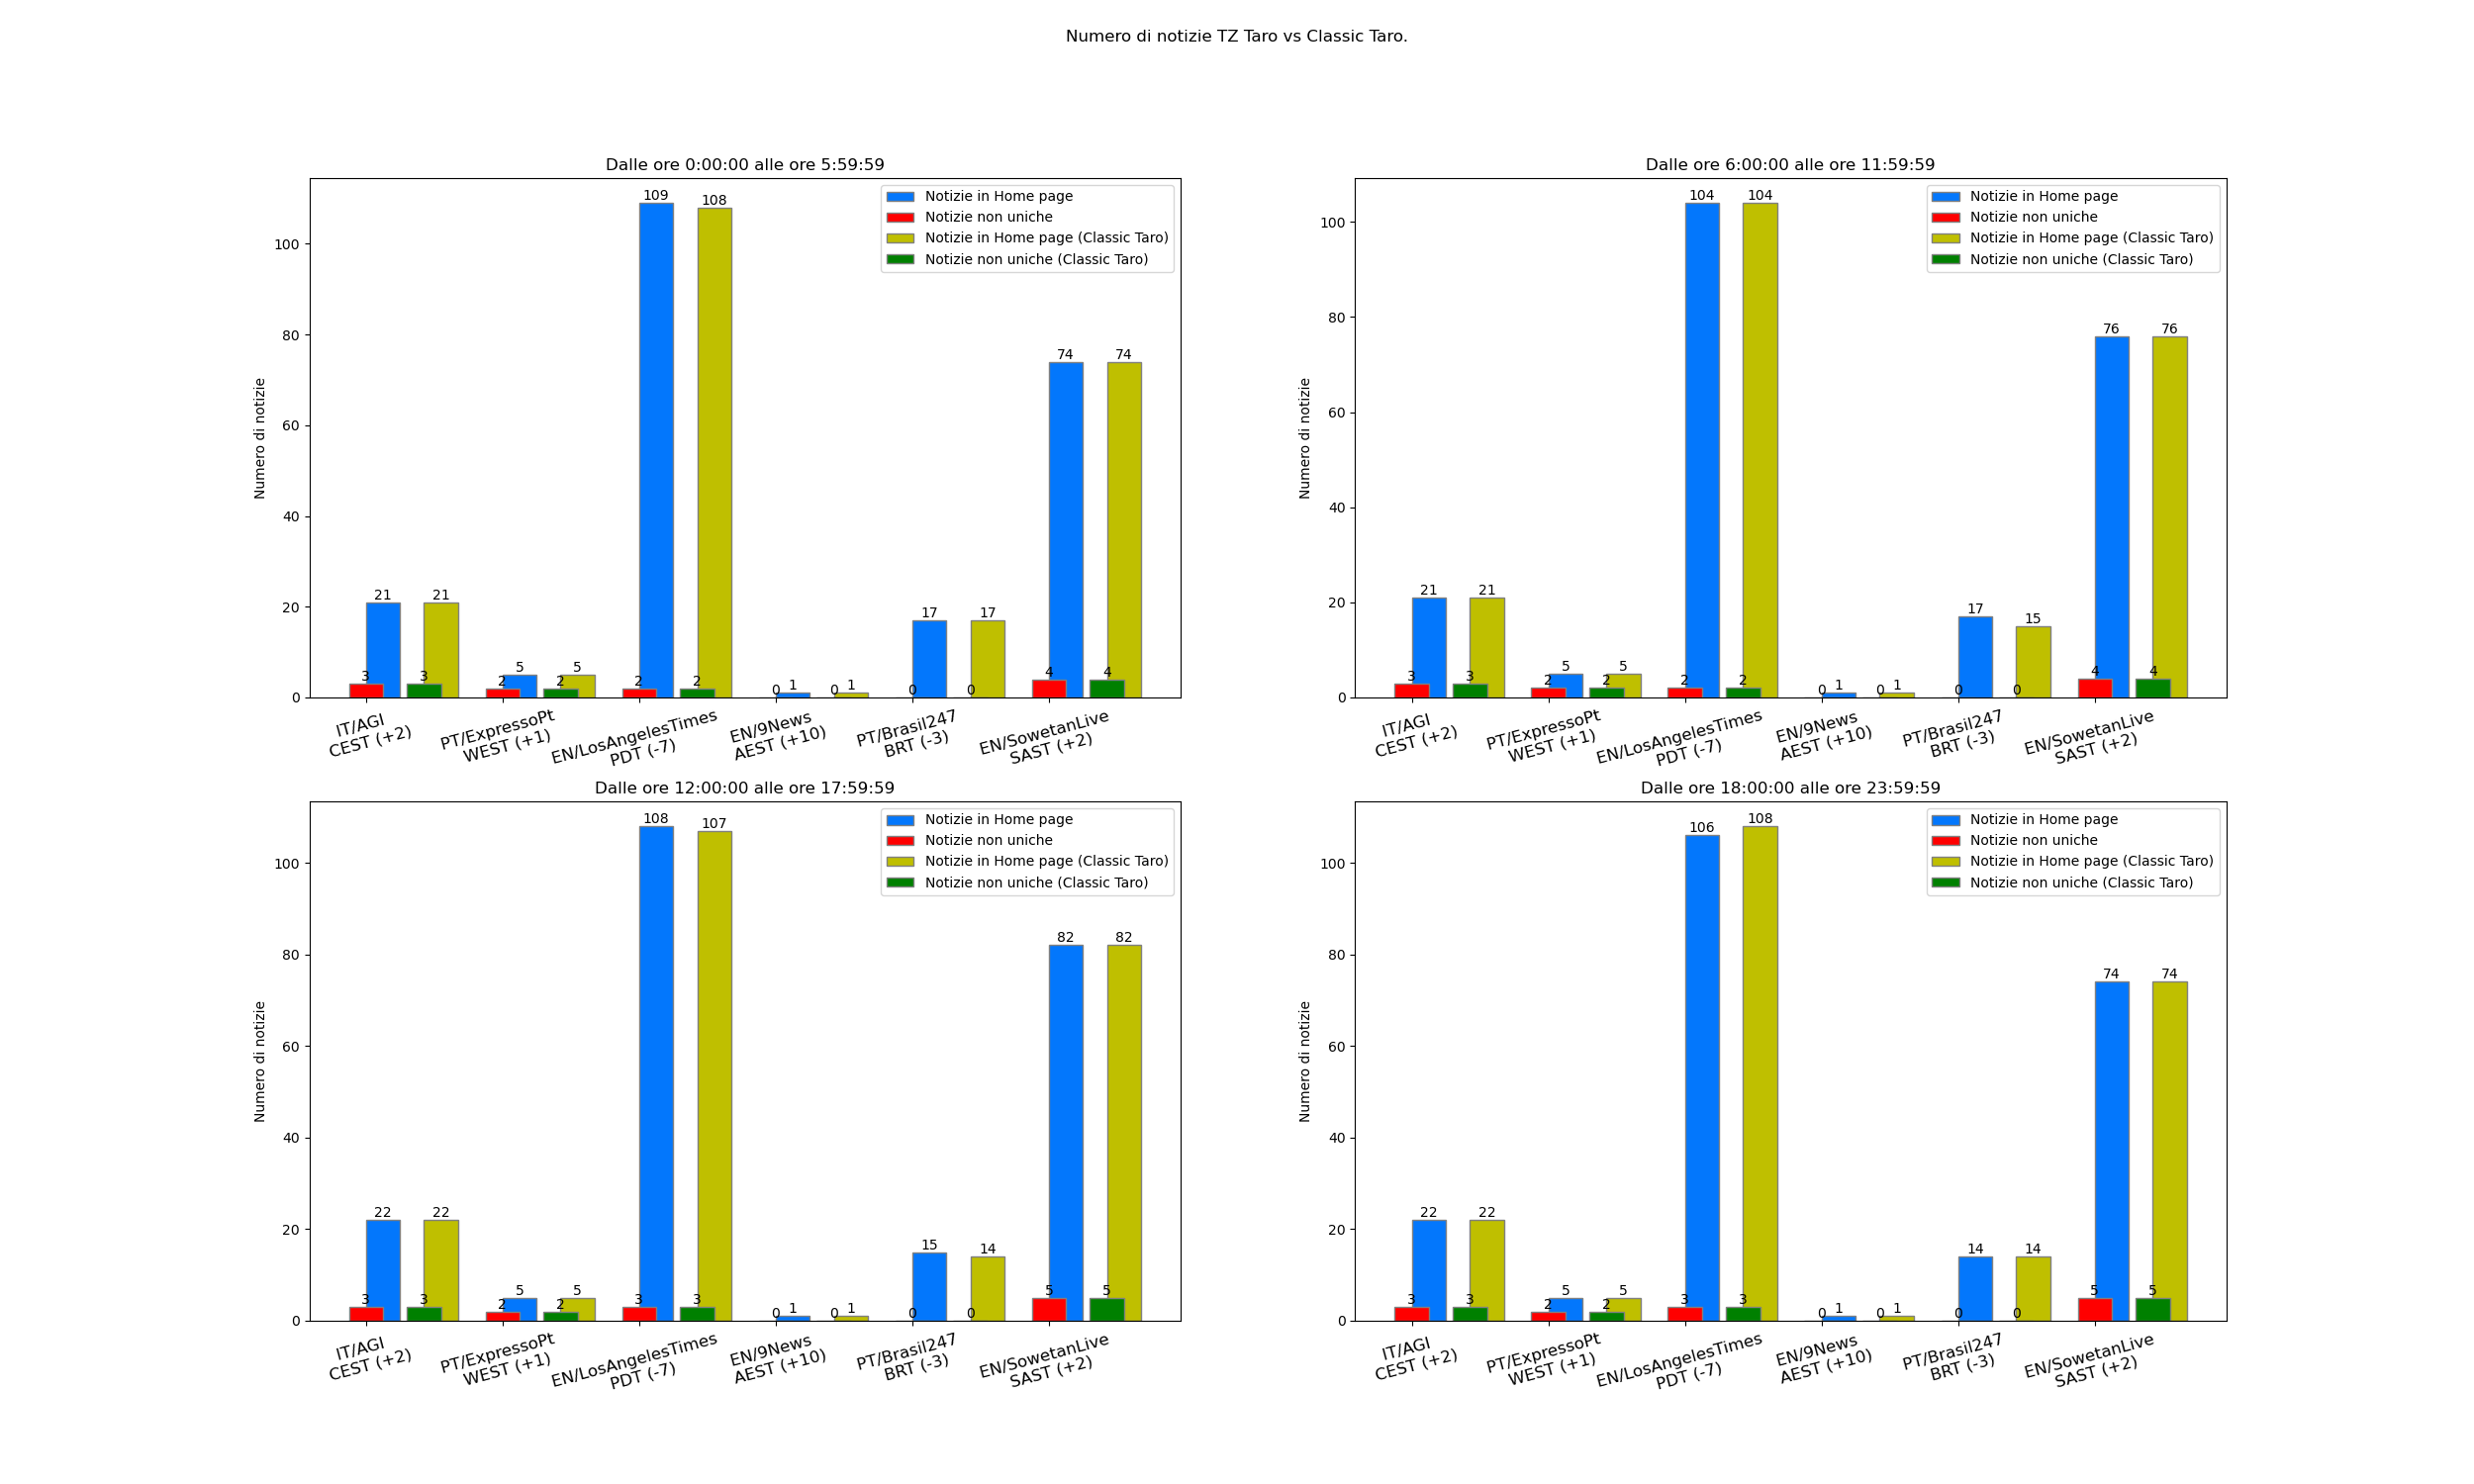 Numero di notizie TZ Taro vs Classic Taro.
Dalle ore 0:00:00 alle ore 5:59:59
Numero di notizie
0
20
40
60
80
100
Notizie in Home page
Notizie non uniche
Notizie in Home page (Classic Taro)
Notizie non uniche (Classic Taro)
109 108
74 74
21 21
17 17
5 5
1 1
3 3 2 2 2 2 0 0 0 0 4 4
IT/AGI
CEST (+2)
PT/ExpressoPt
WEST (+1)
EN/LosAngelesTimes
PDT (-7)
EN/9News
AEST (+10)
PT/Brasil247
BRT (-3)
EN/SowetanLive
SAST (+2)
Dalle ore 6:00:00 alle ore 11:59:59
Numero di notizie
0
20
40
60
80
100
Notizie in Home page
Notizie non uniche
Notizie in Home page (Classic Taro)
Notizie non uniche (Classic Taro)
104 104
76 76
21 21
17 15
5 5
1 1
3 3 2 2 2 2 0 0 0 0 4 4
IT/AGI
CEST (+2)
PT/ExpressoPt
WEST (+1)
EN/LosAngelesTimes
PDT (-7)
EN/9News
AEST (+10)
PT/Brasil247
BRT (-3)
EN/SowetanLive
SAST (+2)
Dalle ore 12:00:00 alle ore 17:59:59
Numero di notizie
0
20
40
60
80
100
Notizie in Home page
Notizie non uniche
Notizie in Home page (Classic Taro)
Notizie non uniche (Classic Taro)
108 107
82 82
22 22
15 14
5 5
1 1
3 3 2 2 3 3 0 0 0 0 5 5
IT/AGI
CEST (+2)
PT/ExpressoPt
WEST (+1)
EN/LosAngelesTimes
PDT (-7)
EN/9News
AEST (+10)
PT/Brasil247
BRT (-3)
EN/SowetanLive
SAST (+2)
Dalle ore 18:00:00 alle ore 23:59:59
Numero di notizie
0
20
40
60
80
100
Notizie in Home page
Notizie non uniche
Notizie in Home page (Classic Taro)
Notizie non uniche (Classic Taro)
106 108
74 74
22 22
14 14
5 5
1 1
3 3 2 2 3 3 0 0 0 0 5 5
IT/AGI
CEST (+2)
PT/ExpressoPt
WEST (+1)
EN/LosAngelesTimes
PDT (-7)
EN/9News
AEST (+10)
PT/Brasil247
BRT (-3)
EN/SowetanLive
SAST (+2)